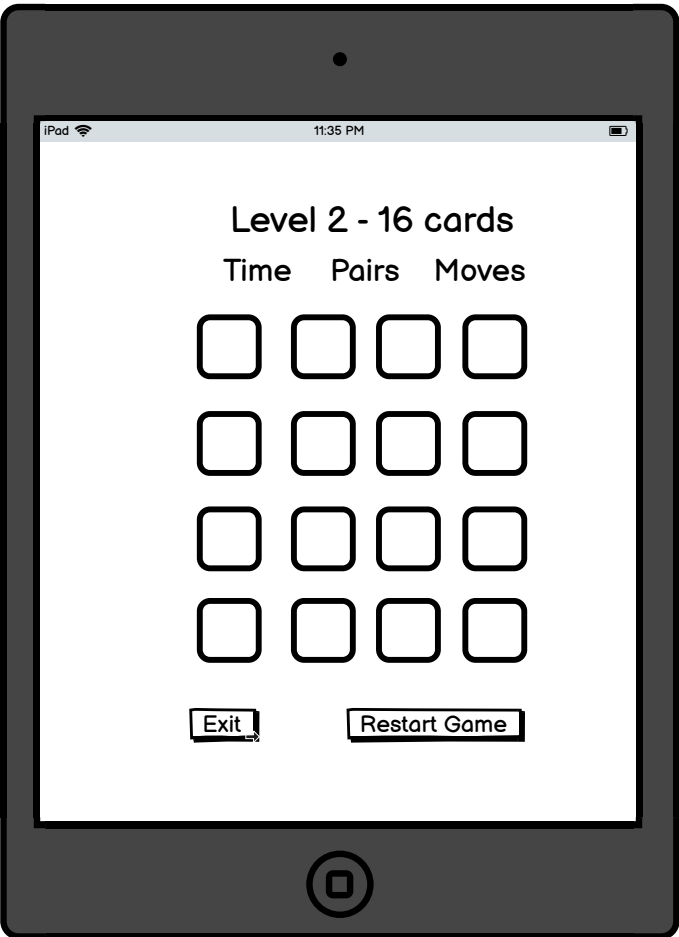 iPad 11:35 PM
Level 2 - 16 cards
Time Pairs Moves
Exit Restart Game